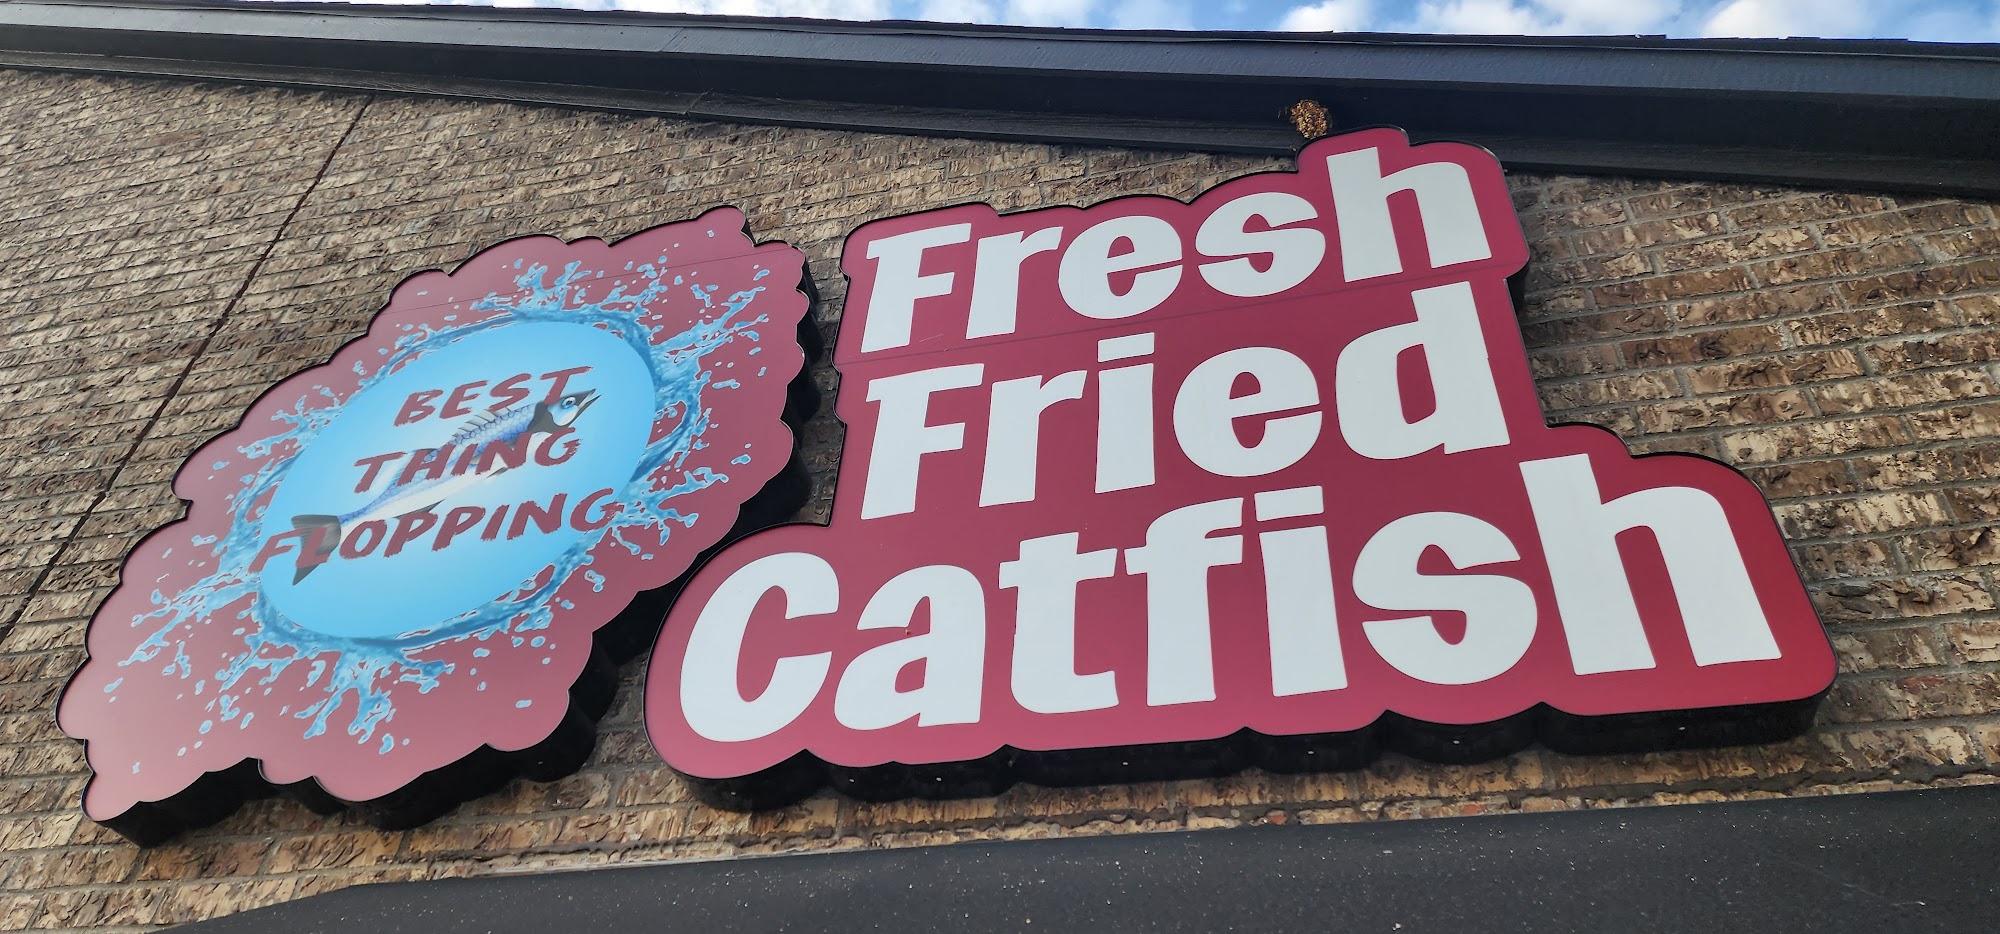 BEST
THING
FLOPPING
Fresh
Fried
Catfish